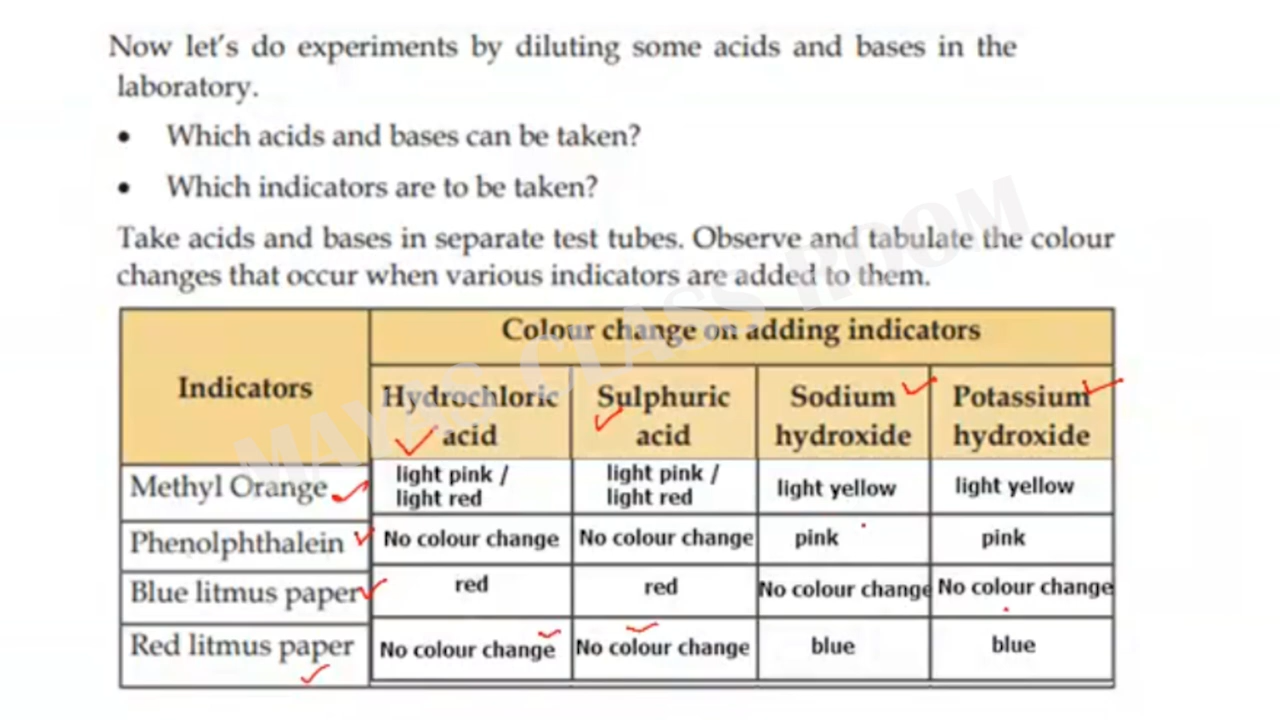 Now let's do experiments by diluting some acids and bases in the
laboratory.
• Which acids and bases can be taken?
• Which indicators are to be taken?
Take acids and bases in separate test tubes. Observe and tabulate the colour
changes that occur when various indicators are added to them.
Indicators
Colour change on adding indicators
Hydrochloric
acid
Sulphuric
acid
Sodium
hydroxide
Potassium
hydroxide
Methyl Orange
light pink /
light red
light pink /
light red
light yellow
light yellow
Phenolphthalein
No colour change
No colour change
pink
pink
Blue litmus paper
red
red
No colour change
No colour change
Red litmus paper
No colour change
No colour change
blue
blue
MAYAS CLASS ROOM